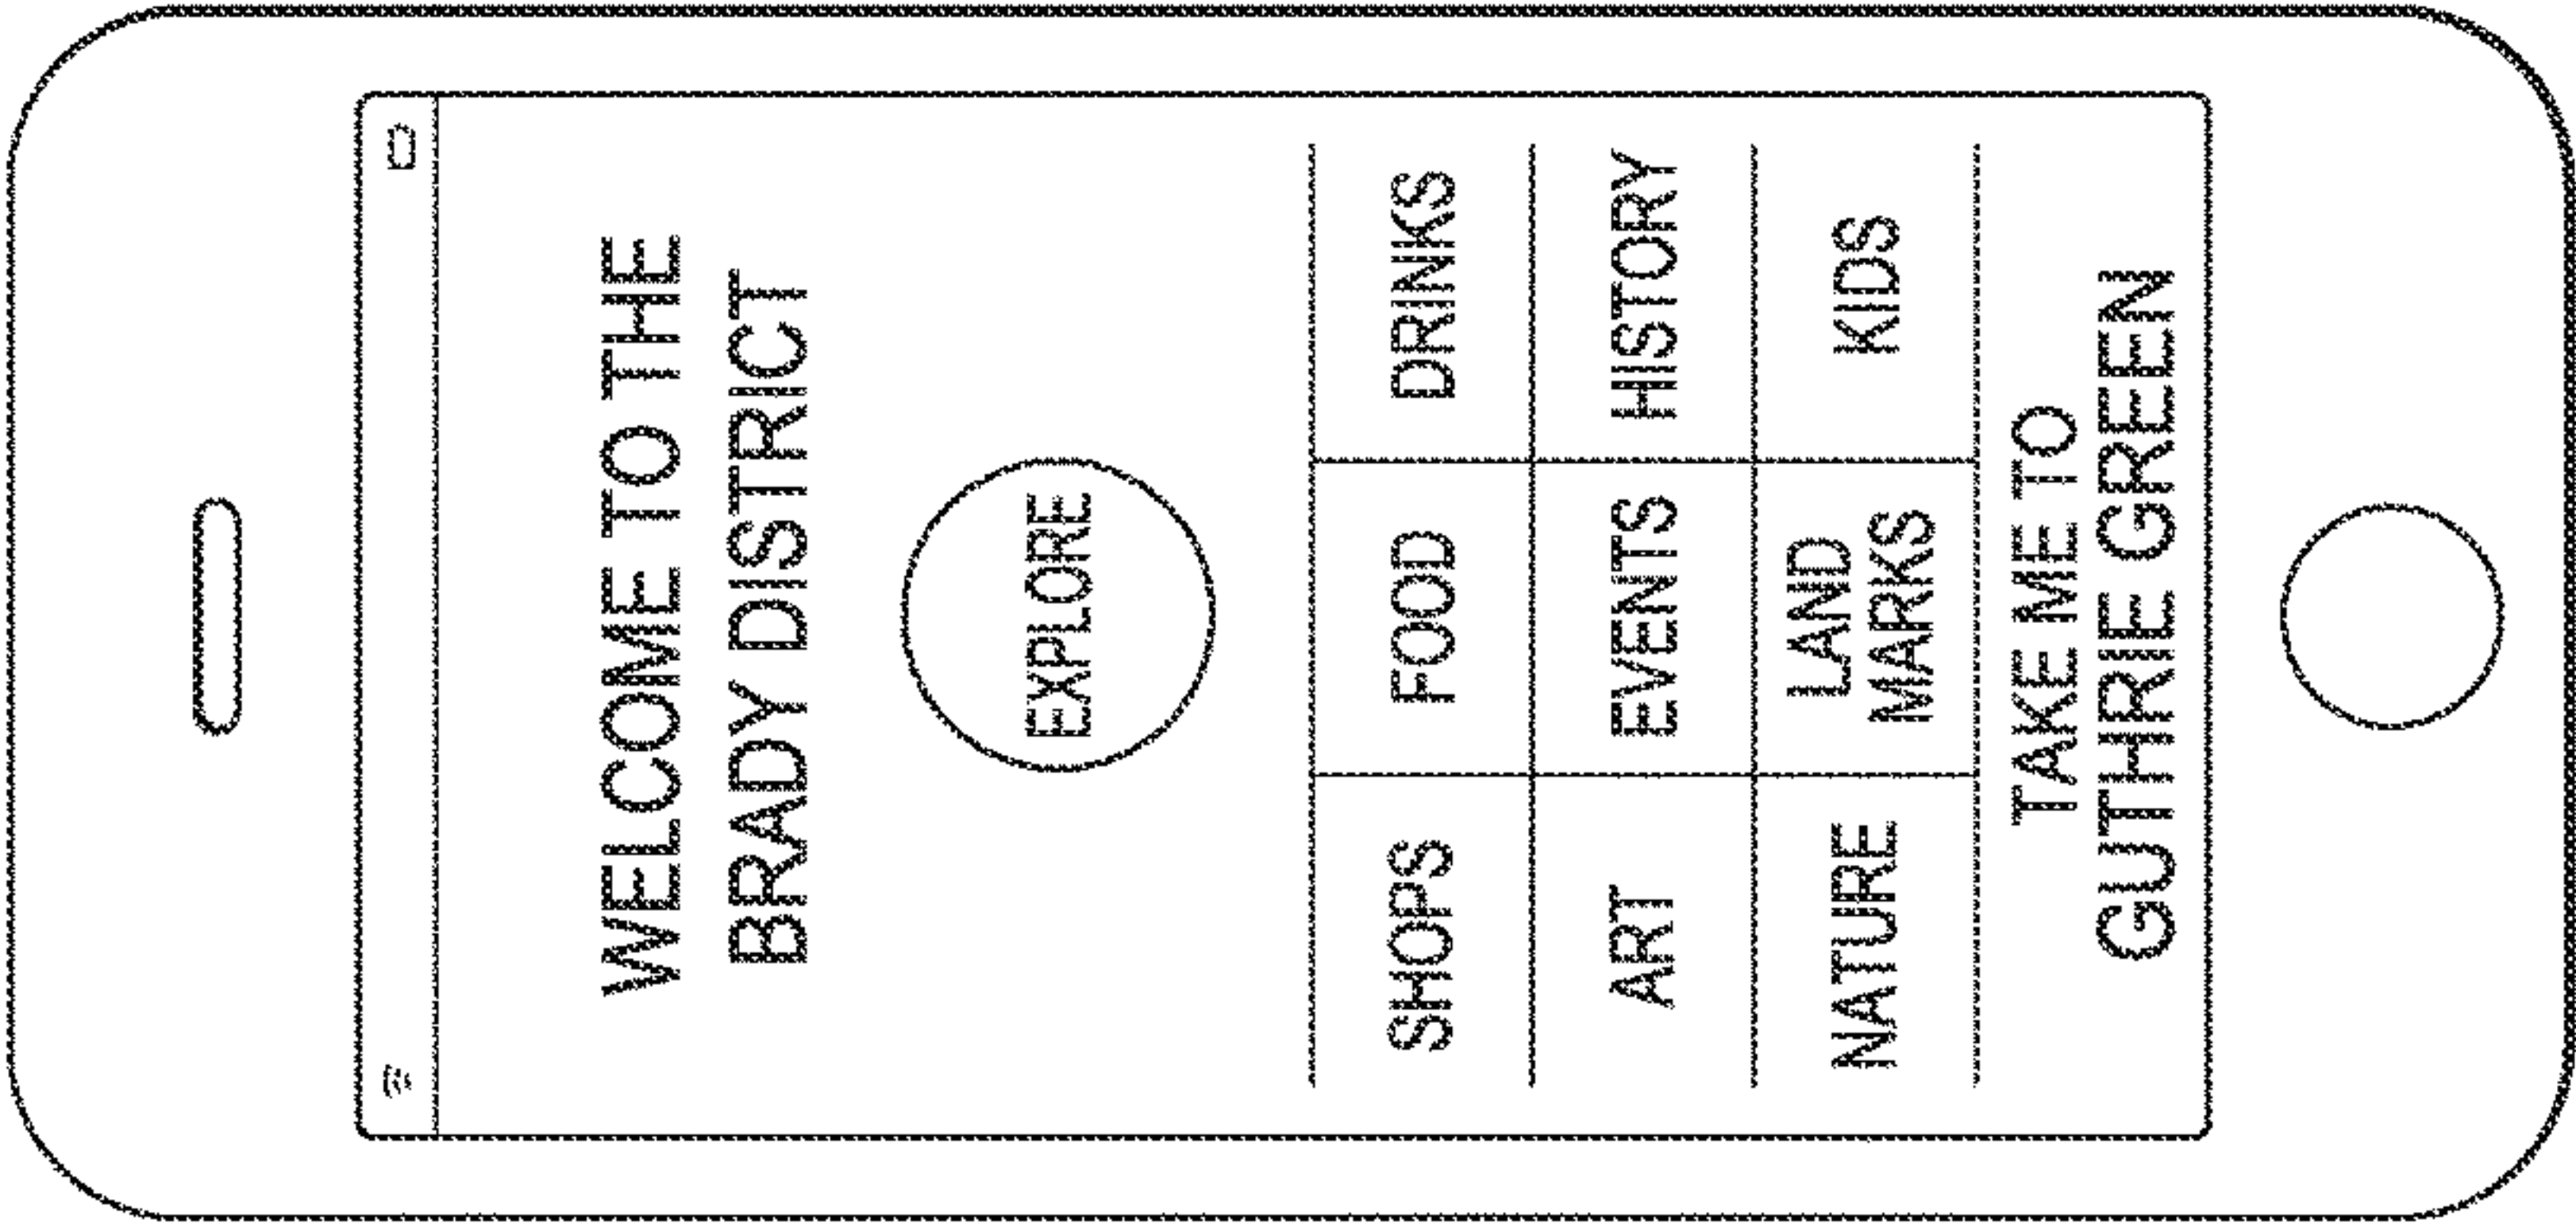 WELCOME TO THE
BRADY DISTRICT
EXPLORE
SHOPS FOOD DRINKS
ART EVENTS HISTORY
NATURE LAND MARKS KIDS
TAKE ME TO
GUTHRIE GREEN